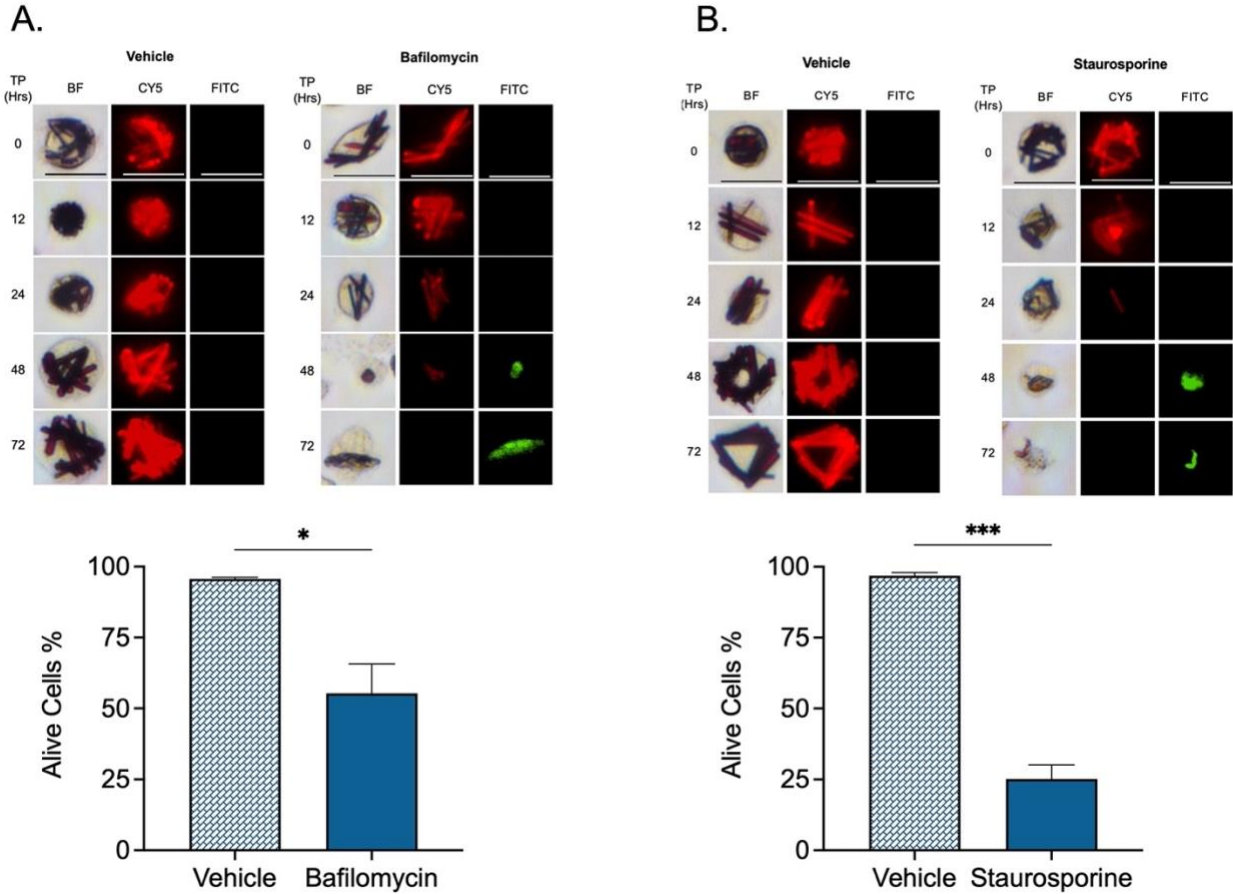 A.
B.
Vehicle
Bafilomycin
TP
(Hrs)
BF
CY5
FITC
TP
(Hrs)
BF
CY5
FITC
0
12
24
48
72
0
12
24
48
72
Vehicle
Staurosporine
TP
(Hrs)
BF
CY5
FITC
TP
(Hrs)
BF
CY5
FITC
0
12
24
48
72
0
12
24
48
72
*
100
75
50
25
0
Alive Cells %
Vehicle
Bafilomycin
***
100
75
50
25
0
Alive Cells %
Vehicle
Staurosporine